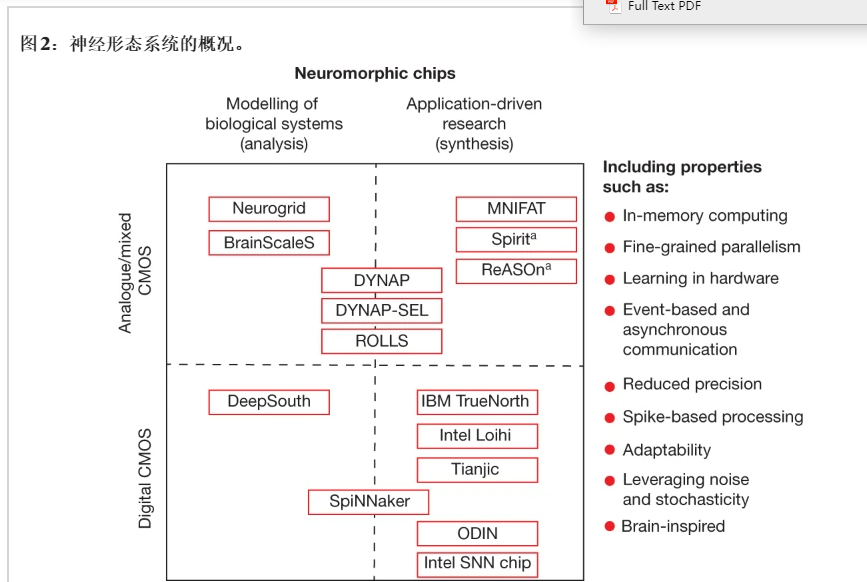 Full Text PDF
图2：神经形态系统的概况。
Neuromorphic chips
Modelling of
biological systems
(analysis)
Application-driven
research
(synthesis)
Analogue/mixed
CMOS
Neurogrid
BrainScaleS
MNIFAT
Spiritᵃ
ReASOnᵃ
DYNAP
DYNAP-SEL
ROLLS
Digital CMOS
DeepSouth
IBM TrueNorth
Intel Loihi
Tianjic
SpiNNaker
ODIN
Intel SNN chip
Including properties
such as:
In-memory computing
Fine-grained parallelism
Learning in hardware
Event-based and
asynchronous
communication
Reduced precision
Spike-based processing
Adaptability
Leveraging noise
and stochasticity
Brain-inspired